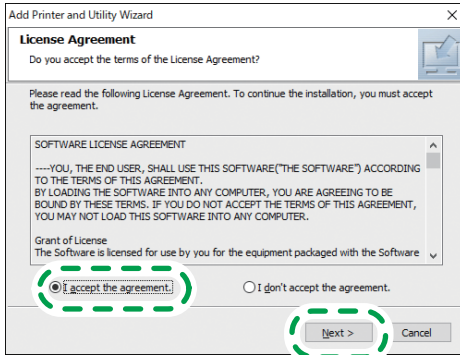 Add Printer and Utility Wizard
License Agreement
Do you accept the terms of the License Agreement?
Please read the following License Agreement. To continue the installation, you must accept
the agreement.
SOFTWARE LICENSE AGREEMENT
----YOU, THE END USER, SHALL USE THIS SOFTWARE("THE SOFTWARE") ACCORDING
TO THE TERMS OF THIS AGREEMENT.
BY LOADING THE SOFTWARE INTO ANY COMPUTER, YOU ARE AGREEING TO BE
BOUND BY THESE TERMS. IF YOU DO NOT ACCEPT THE TERMS OF THIS AGREEMENT,
YOU MAY NOT LOAD THIS SOFTWARE INTO ANY COMPUTER.
Grant of License
The Software is licensed for use by you for the equipment packaged with the Software
I accept the agreement.
I don't accept the agreement.
Next >
Cancel